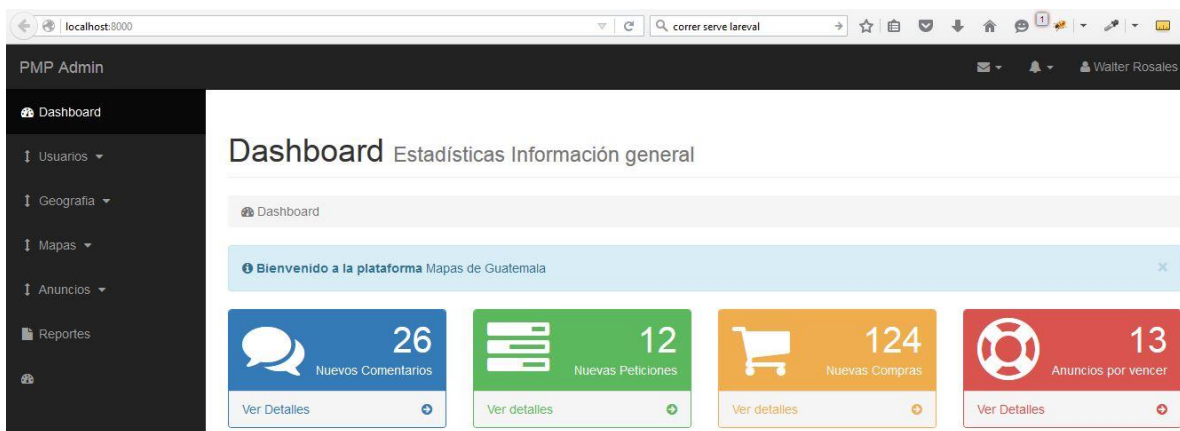 localhost:8000
correr serve lareval
1
PMP Admin
Walter Rosales
Dashboard
Usuarios
Geografia
Mapas
Anuncios
Reportes
Dashboard Estadísticas Información general
Dashboard
Bienvenido a la plataforma Mapas de Guatemala
×
26
Nuevos Comentarios
Ver Detalles
12
Nuevas Peticiones
Ver detalles
124
Nuevas Compras
Ver detalles
13
Anuncios por vencer
Ver Detalles